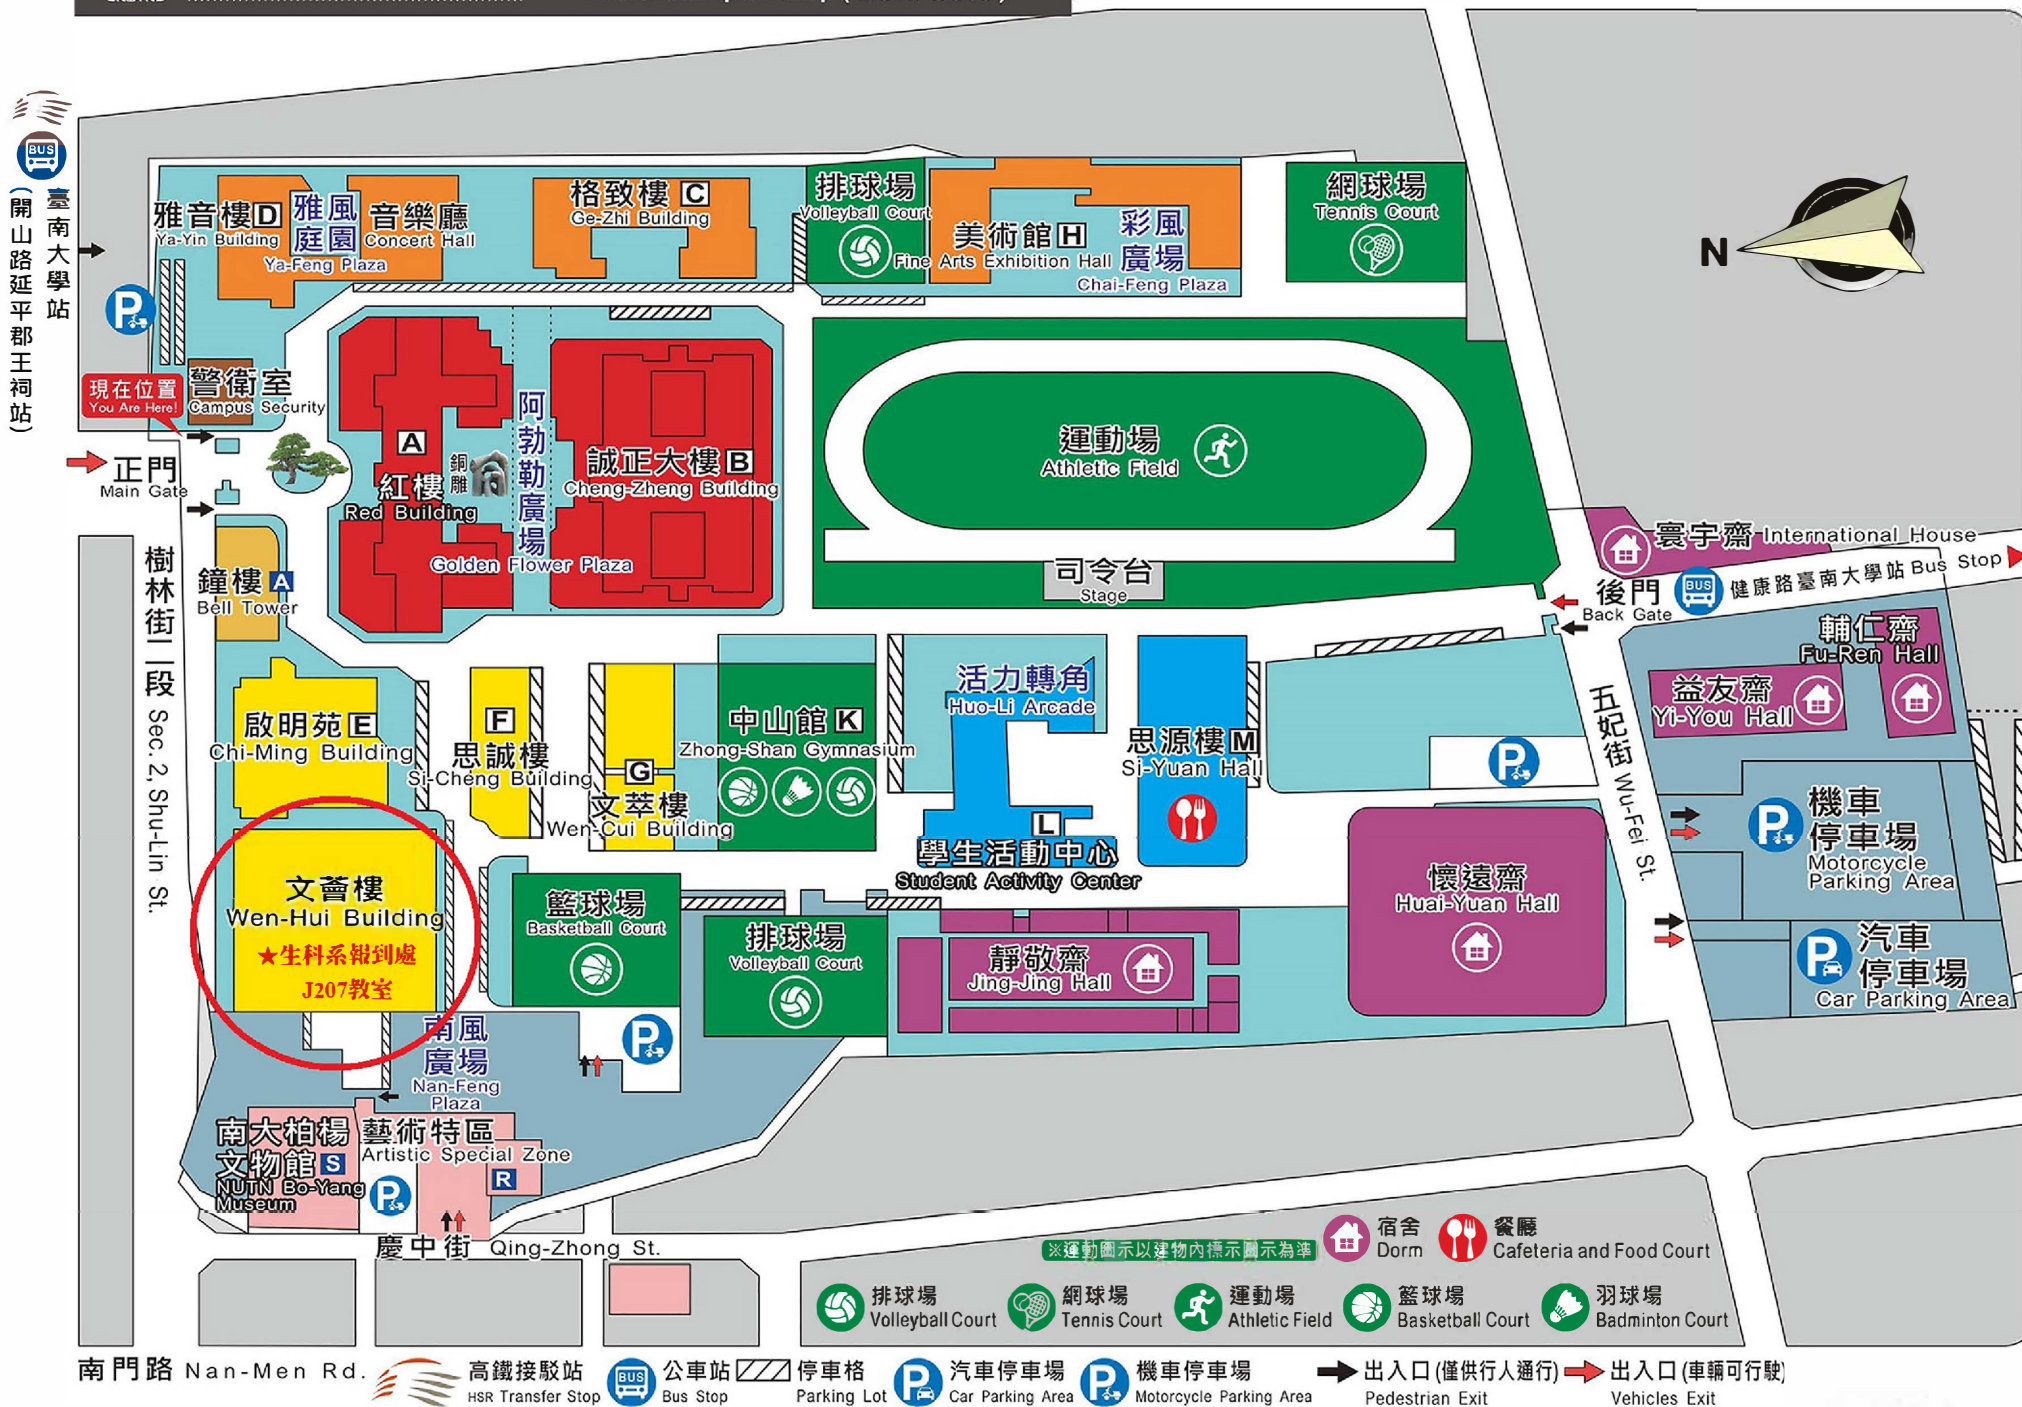 BUS
臺南大學站
(開山路延平郡王祠站)
雅音樓 D
Ya-Yin Building
雅風
庭園
Ya-Feng Plaza
音樂廳
Concert Hall
格致樓 C
Ge-Zhi Building
排球場
Volleyball Court
美術館 H
Fine Arts Exhibition Hall
彩風
廣場
Chai-Feng Plaza
網球場
Tennis Court
N
P
警衛室
Campus Security
現在位置
You Are Here!
正門
Main Gate
A
紅樓
Red Building
銅雕
阿勃勒廣場
Golden Flower Plaza
誠正大樓 B
Cheng-Zheng Building
運動場
Athletic Field
司令台
Stage
寰宇齋 International House
後門
Back Gate
BUS
健康路臺南大學站 Bus Stop
鐘樓 A
Bell Tower
樹林街二段 Sec. 2, Shu-Lin St.
啟明苑 E
Chi-Ming Building
F
思誠樓
Si-Cheng Building
G
文萃樓
Wen-Cui Building
中山館 K
Zhong-Shan Gymnasium
活力轉角
Huo-Li Arcade
L
學生活動中心
Student Activity Center
思源樓 M
Si-Yuan Hall
P
五妃街 Wu-Fei St.
輔仁齋
Fu-Ren Hall
益友齋
Yi-You Hall
P
機車
停車場
Motorcycle
Parking Area
P
汽車
停車場
Car Parking Area
文薈樓
Wen-Hui Building
★生科系報到處
J207教室
籃球場
Basketball Court
排球場
Volleyball Court
靜敬齋
Jing-Jing Hall
懷遠齋
Huai-Yuan Hall
南風
廣場
Nan-Feng
Plaza
P
南大柏楊
文物館 S
NUTN Bo-Yang
Museum
藝術特區
Artistic Special Zone
R
P
慶中街 Qing-Zhong St.
※運動圖示以建物內標示圖示為準
宿舍
Dorm
餐廳
Cafeteria and Food Court
排球場
Volleyball Court
網球場
Tennis Court
運動場
Athletic Field
籃球場
Basketball Court
羽球場
Badminton Court
南門路 Nan-Men Rd.
高鐵接駁站
HSR Transfer Stop
BUS
公車站
Bus Stop
停車格
Parking Lot
P
汽車停車場
Car Parking Area
P
機車停車場
Motorcycle Parking Area
出入口(僅供行人通行)
Pedestrian Exit
出入口(車輛可行駛)
Vehicles Exit